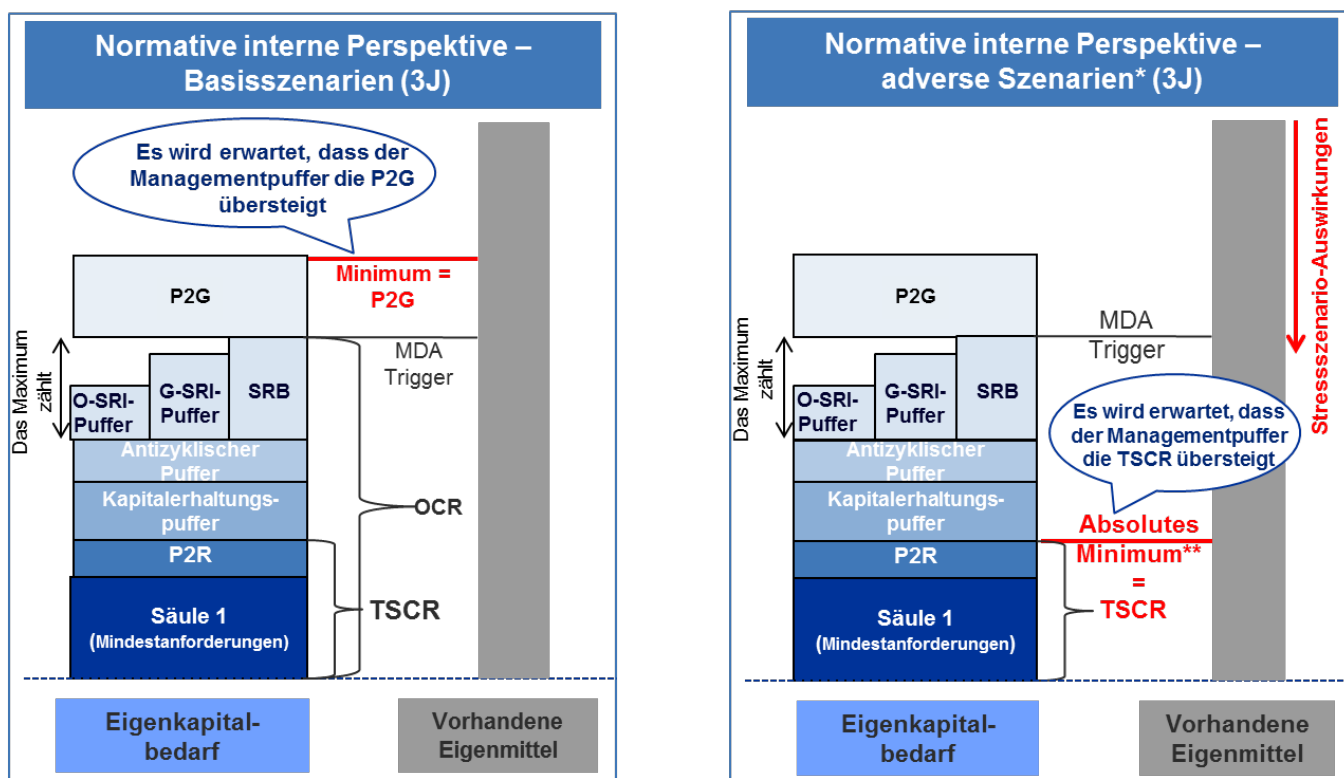 Normative interne Perspektive –
Basisszenarien (3J)
Es wird erwartet, dass der
Managementpuffer die P2G
übersteigt
Minimum =
P2G
P2G
MDA
Trigger
Das Maximum
zählt
O-SRI-
Puffer
G-SRI-
Puffer
SRB
Antizyklischer
Puffer
Kapitalerhaltungs-
puffer
OCR
P2R
TSCR
Säule 1
(Mindestanforderungen)
Eigenkapital-
bedarf
Vorhandene
Eigenmittel
Normative interne Perspektive –
adverse Szenarien* (3J)
Stressszenario-Auswirkungen
P2G
MDA
Trigger
Das Maximum
zählt
O-SRI-
Puffer
G-SRI-
Puffer
SRB
Es wird erwartet, dass
der Managementpuffer
die TSCR übersteigt
Antizyklischer
Puffer
Kapitalerhaltungs-
puffer
Absolutes
Minimum**
=
TSCR
P2R
Säule 1
(Mindestanforderungen)
Eigenkapital-
bedarf
Vorhandene
Eigenmittel